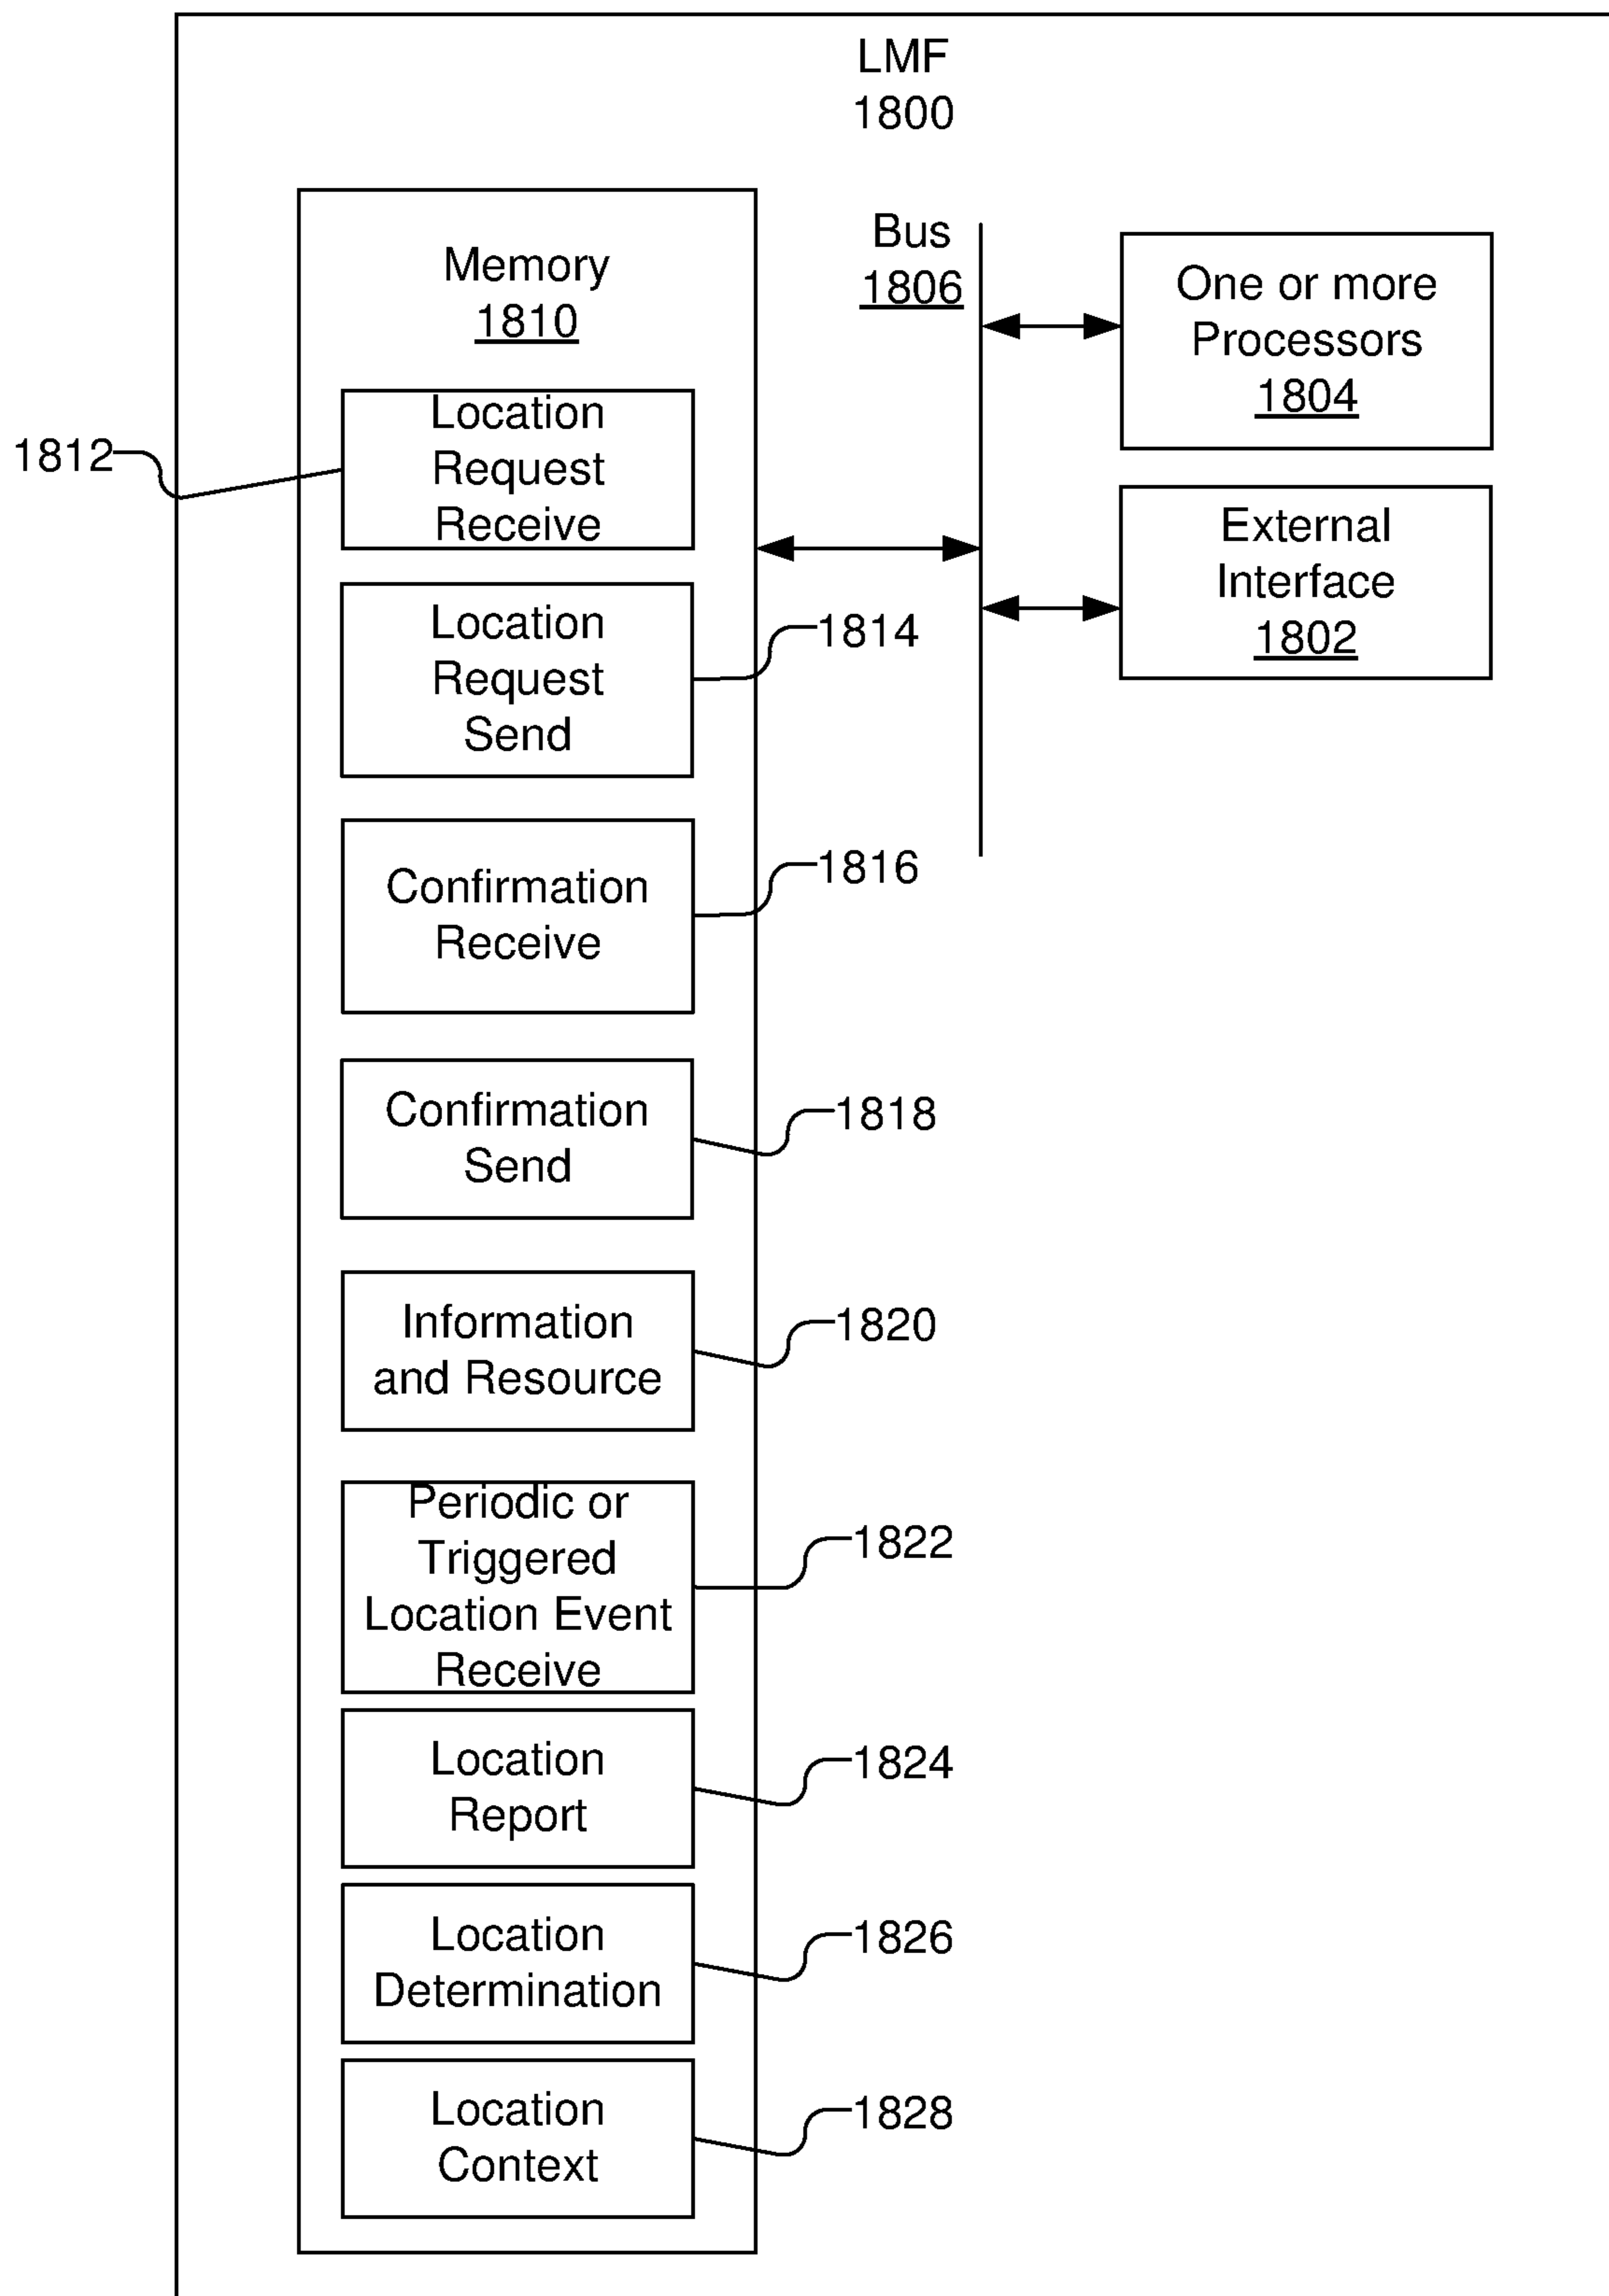 LMF
1800
Memory
1810
Bus
1806
One or more
Processors
1804
External
Interface
1802
1812
Location
Request
Receive
Location
Request
Send
1814
Confirmation
Receive
1816
Confirmation
Send
1818
Information
and Resource
1820
Periodic or
Triggered
Location Event
Receive
1822
Location
Report
1824
Location
Determination
1826
Location
Context
1828